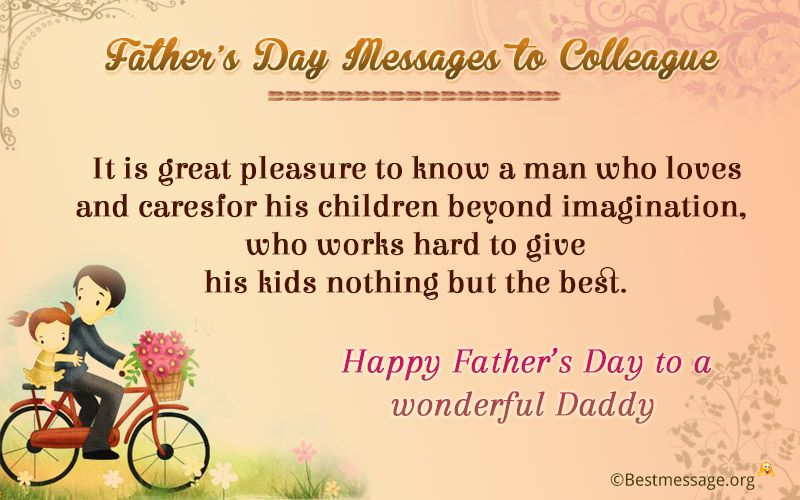 Father's Day Messages to Colleague
It is great pleasure to know a man who loves
and caresfor his children beyond imagination,
who works hard to give
his kids nothing but the best.
Happy Father's Day to a
wonderful Daddy
©Bestmessage.org